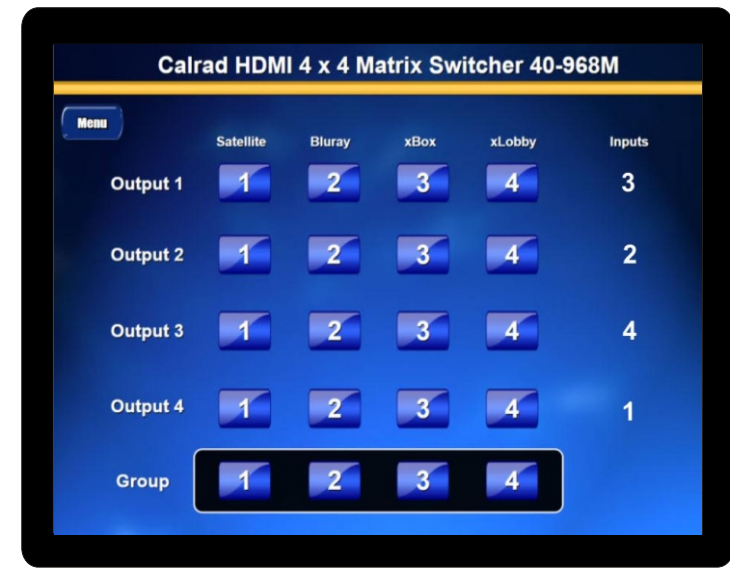 Calrad HDMI 4 x 4 Matrix Switcher 40-968M
Menu
Satellite Bluray xBox xLobby Inputs
Output 1 1 2 3 4 3
Output 2 1 2 3 4 2
Output 3 1 2 3 4 4
Output 4 1 2 3 4 1
Group 1 2 3 4